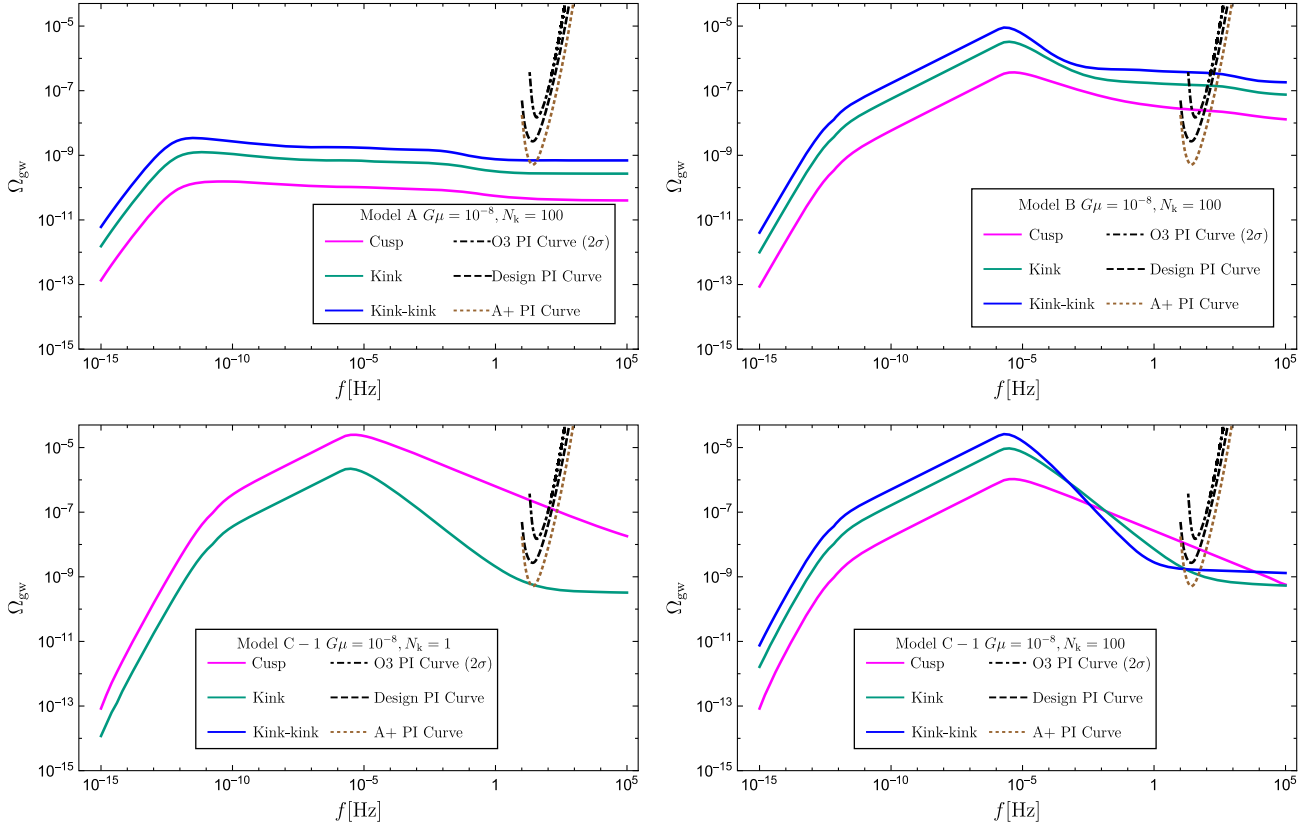 10⁻⁵
10⁻⁷
10⁻⁹
10⁻¹¹
10⁻¹³
10⁻¹⁵
Ω_gw
Model A Gμ = 10⁻⁸, N_k = 100
Cusp O3 PI Curve (2σ)
Kink Design PI Curve
Kink-kink A+ PI Curve
10⁻¹⁵ 10⁻¹⁰ 10⁻⁵ 1 10⁵
f[Hz]
10⁻⁵
10⁻⁷
10⁻⁹
10⁻¹¹
10⁻¹³
10⁻¹⁵
Ω_gw
Model B Gμ = 10⁻⁸, N_k = 100
Cusp O3 PI Curve (2σ)
Kink Design PI Curve
Kink-kink A+ PI Curve
10⁻¹⁵ 10⁻¹⁰ 10⁻⁵ 1 10⁵
f[Hz]
10⁻⁵
10⁻⁷
10⁻⁹
10⁻¹¹
10⁻¹³
10⁻¹⁵
Ω_gw
Model C − 1 Gμ = 10⁻⁸, N_k = 1
Cusp O3 PI Curve (2σ)
Kink Design PI Curve
Kink-kink A+ PI Curve
10⁻¹⁵ 10⁻¹⁰ 10⁻⁵ 1 10⁵
f[Hz]
10⁻⁵
10⁻⁷
10⁻⁹
10⁻¹¹
10⁻¹³
10⁻¹⁵
Ω_gw
Model C − 1 Gμ = 10⁻⁸, N_k = 100
Cusp O3 PI Curve (2σ)
Kink Design PI Curve
Kink-kink A+ PI Curve
10⁻¹⁵ 10⁻¹⁰ 10⁻⁵ 1 10⁵
f[Hz]